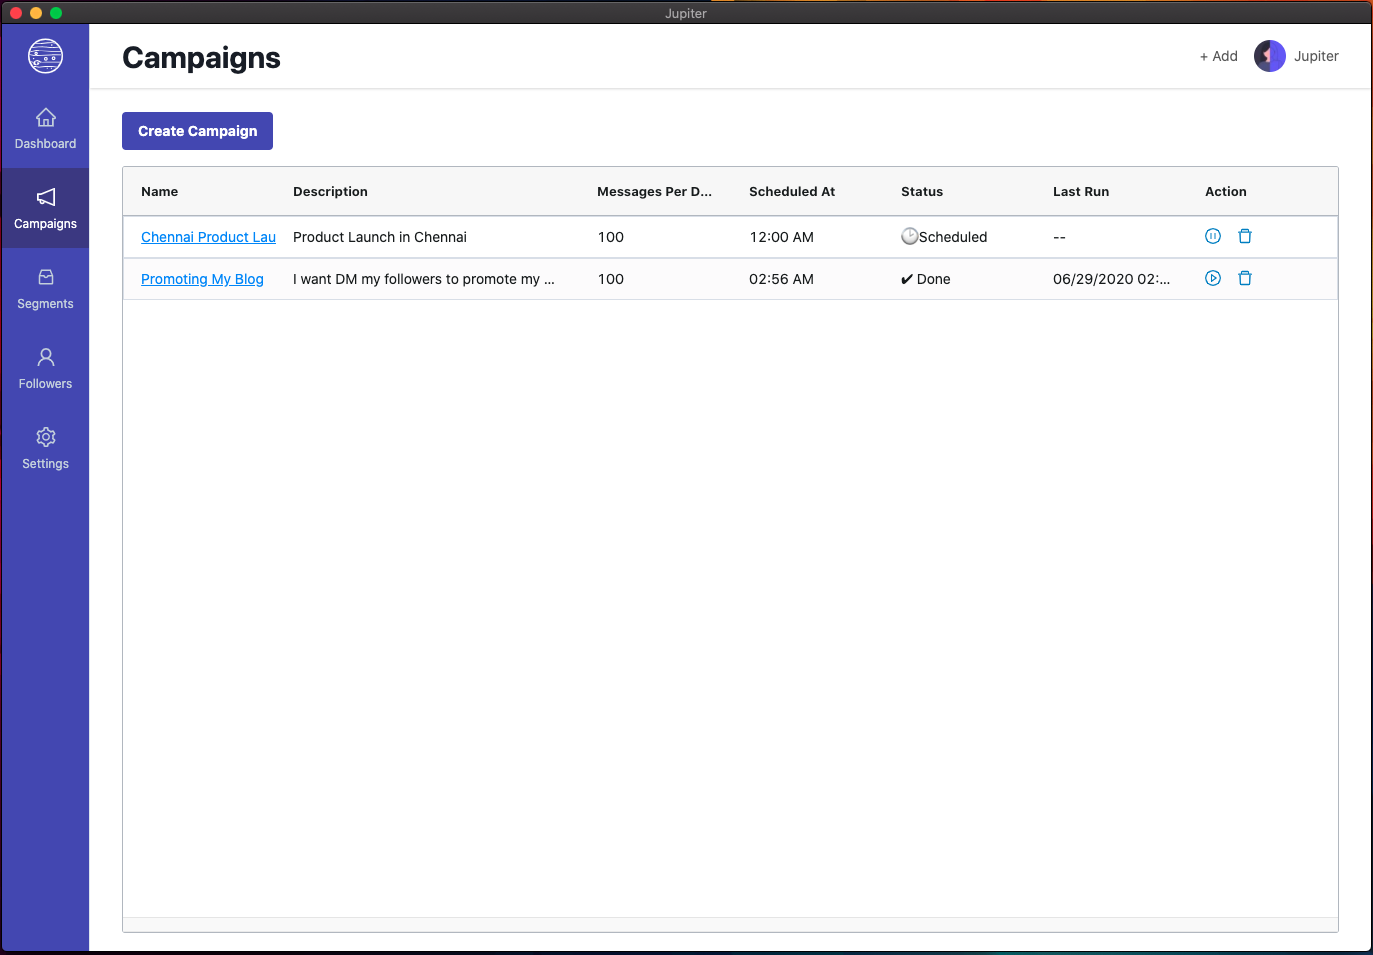 Jupiter
Campaigns
+ Add
Jupiter
Dashboard
Campaigns
Segments
Followers
Settings
Create Campaign
Name Description Messages Per D... Scheduled At Status Last Run Action
Chennai Product Lau Product Launch in Chennai 100 12:00 AM Scheduled --
Promoting My Blog I want DM my followers to promote my ... 100 02:56 AM ✔ Done 06/29/2020 02:...